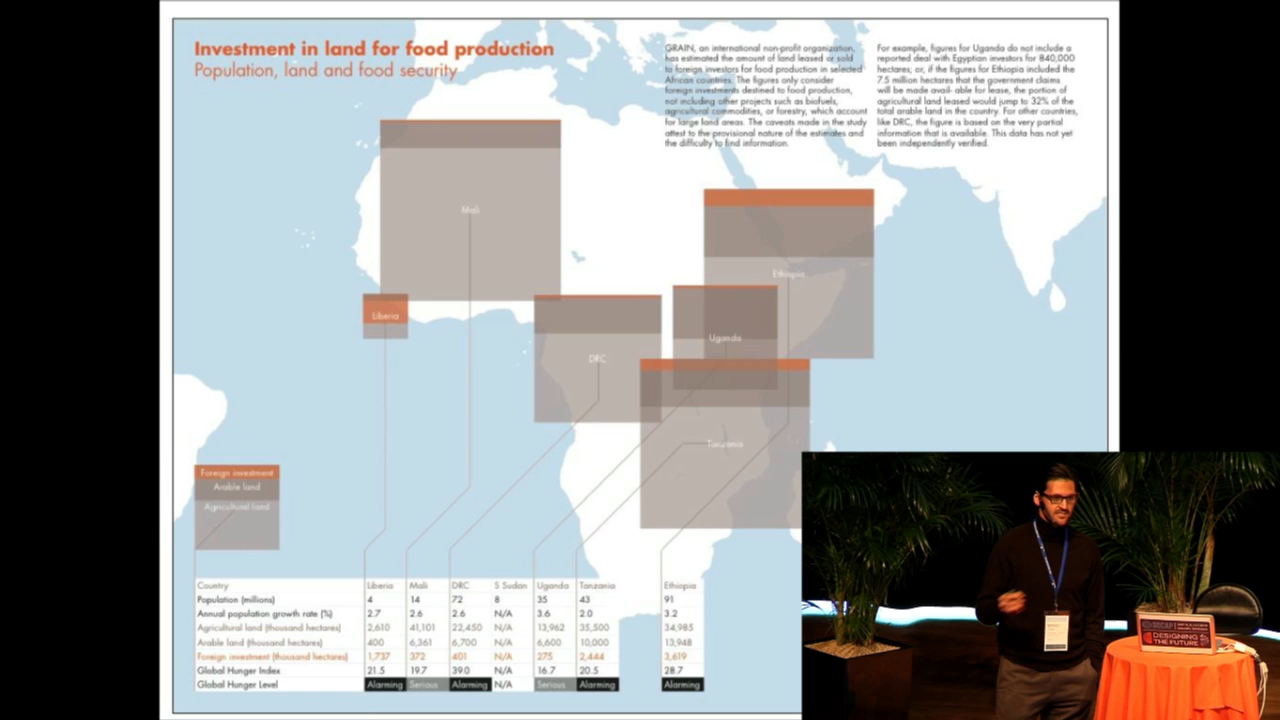 Investment in land for food production
Population, land and food security
GRAIN, an international non-profit organization,
has estimated the amount of land leased or sold
to foreign investors for food production in selected
African countries. The figures only consider
foreign investments destined to food production,
not including other projects such as biofuels,
agricultural commodities, or forestry, which account
for large land areas. The caveats made in the study
attest to the provisional nature of the estimates and
the difficulty to find information.
For example, figures for Uganda do not include a
reported deal with Egyptian investors for 840,000
hectares; or, if the figures for Ethiopia included the
7.5 million hectares that the government claims
will be made avail- able for lease, the portion of
agricultural land leased would jump to 32% of the
total arable land in the country. For other countries,
like DRC, the figure is based on the very partial
information that is available. This data has not yet
been independently verified.
Mali
Ethiopia
Liberia
Uganda
DRC
Tanzania
Foreign investment
Arable land
Agricultural land
Country Liberia Mali DRC S Sudan Uganda Tanzania Ethiopia
Population (millions) 4 14 72 8 35 43 91
Annual population growth rate (%) 2.7 2.6 2.6 N/A 3.6 2.0 3.2
Agricultural land (thousand hectares) 2,610 41,101 22,450 N/A 13,962 35,500 34,985
Arable land (thousand hectares) 400 6,361 6,700 N/A 6,600 10,000 13,948
Foreign investment (thousand hectares) 1,737 372 401 N/A 275 2,444 3,619
Global Hunger Index 21.5 19.7 39.0 N/A 16.7 20.5 28.7
Global Hunger Level Alarming Serious Alarming N/A Serious Alarming Alarming
DESIGNING
THE FUTURE